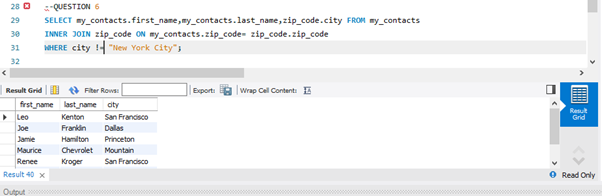 28 --QUESTION 6
29 SELECT my_contacts.first_name,my_contacts.last_name,zip_code.city FROM my_contacts
30 INNER JOIN zip_code ON my_contacts.zip_code= zip_code.zip_code
31 WHERE city != "New York City";
32
Result Grid Filter Rows: Export: Wrap Cell Content:
first_name last_name city
Leo Kenton San Francisco
Joe Franklin Dallas
Jamie Hamilton Princeton
Maurice Chevrolet Mountain
Renee Kroger San Francisco
Result Grid
Result 40 Read Only
Output